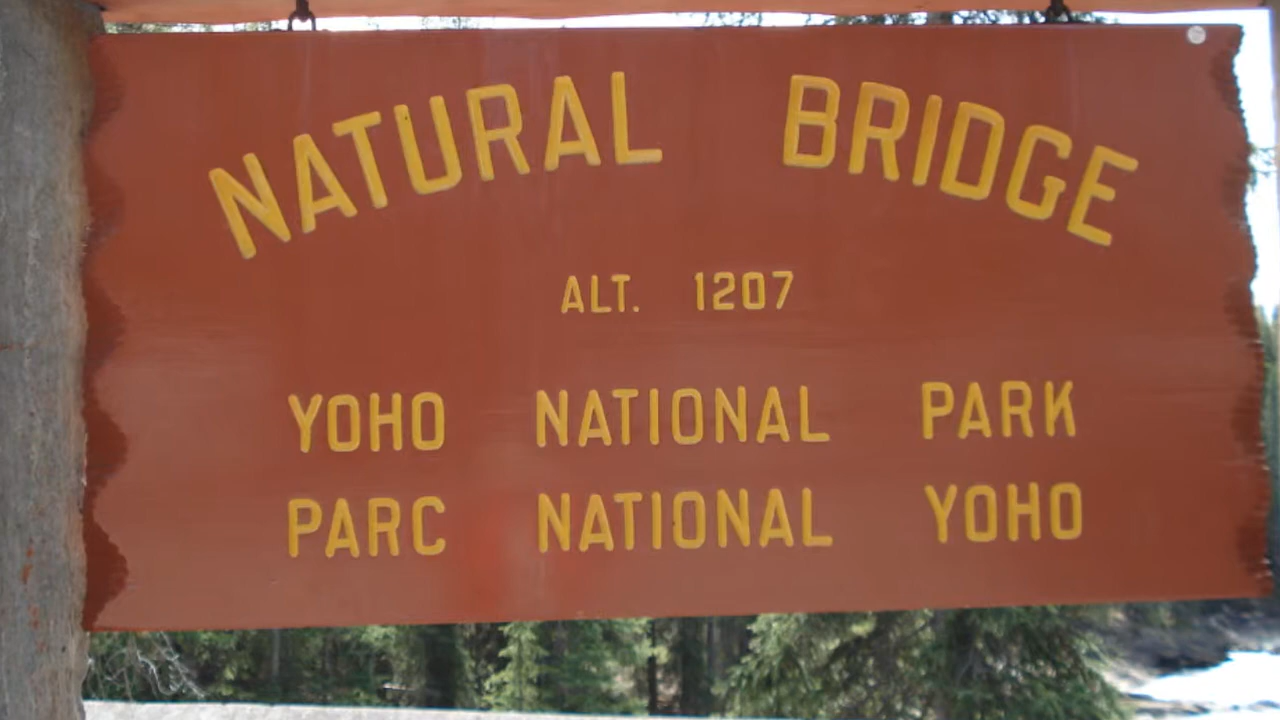 NATURAL BRIDGE
ALT. 1207
YOHO NATIONAL PARK
PARC NATIONAL YOHO